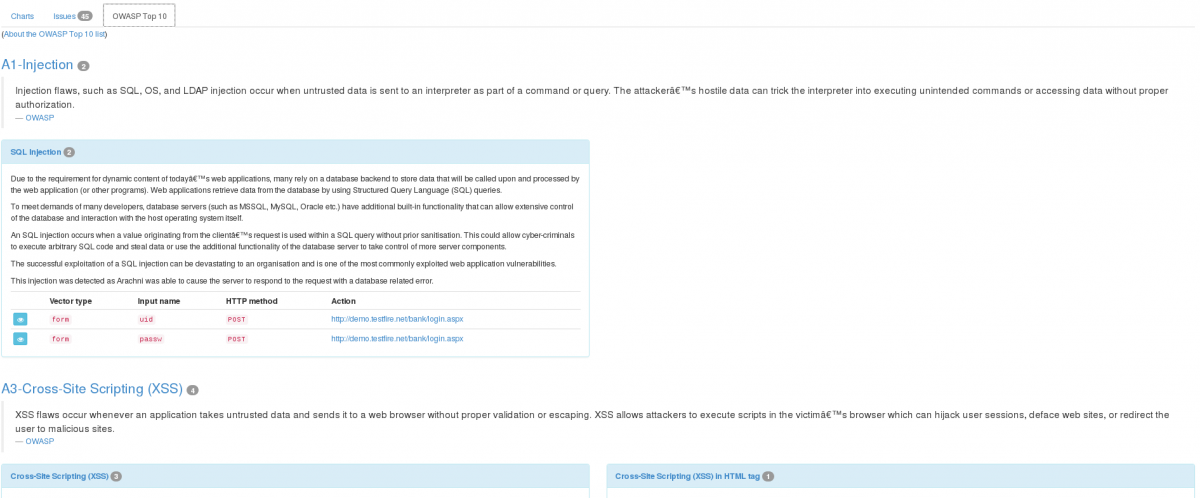 Charts Issues 45 OWASP Top 10
(About the OWASP Top 10 list)
A1-Injection 2
Injection flaws, such as SQL, OS, and LDAP injection occur when untrusted data is sent to an interpreter as part of a command or query. The attackerâ€™s hostile data can trick the interpreter into executing unintended commands or accessing data without proper
authorization.
— OWASP
SQL Injection 2
Due to the requirement for dynamic content of todayâ€™s web applications, many rely on a database backend to store data that will be called upon and processed by
the web application (or other programs). Web applications retrieve data from the database by using Structured Query Language (SQL) queries.
To meet demands of many developers, database servers (such as MSSQL, MySQL, Oracle etc.) have additional built-in functionality that can allow extensive control
of the database and interaction with the host operating system itself.
An SQL injection occurs when a value originating from the clientâ€™s request is used within a SQL query without prior sanitisation. This could allow cyber-criminals
to execute arbitrary SQL code and steal data or use the additional functionality of the database server to take control of more server components.
The successful exploitation of a SQL injection can be devastating to an organisation and is one of the most commonly exploited web application vulnerabilities.
This injection was detected as Arachni was able to cause the server to respond to the request with a database related error.
Vector type Input name HTTP method Action
form uid POST http://demo.testfire.net/bank/login.aspx
form passw POST http://demo.testfire.net/bank/login.aspx
A3-Cross-Site Scripting (XSS) 4
XSS flaws occur whenever an application takes untrusted data and sends it to a web browser without proper validation or escaping. XSS allows attackers to execute scripts in the victimâ€™s browser which can hijack user sessions, deface web sites, or redirect the
user to malicious sites.
— OWASP
Cross-Site Scripting (XSS) 3
Cross-Site Scripting (XSS) in HTML tag 1